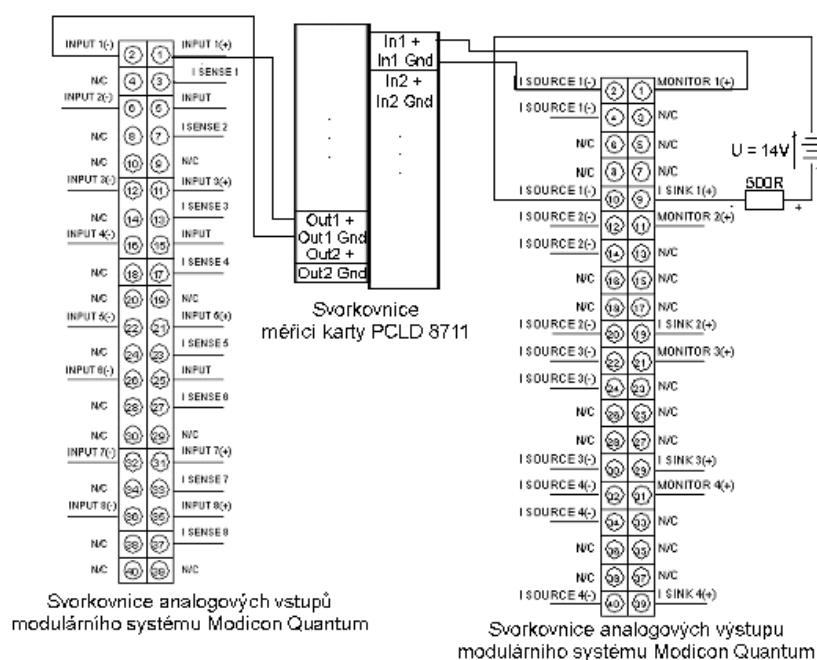 INPUT 1(-) ② ① INPUT 1(+)
N/C ④ ③ I SENSE 1
INPUT 2(-) ⑥ ⑤ INPUT
N/C ⑧ ⑦ I SENSE 2
N/C ⑩ ⑨ N/C
INPUT 3(-) ⑫ ⑪ INPUT 3(+)
N/C ⑭ ⑬ I SENSE 3
INPUT 4(-) ⑯ ⑮ INPUT
N/C ⑱ ⑰ I SENSE 4
N/C ⑳ ⑲ N/C
INPUT 5(-) 22 21 INPUT 5(+)
N/C 24 23 I SENSE 5
INPUT 6(-) 26 25 INPUT
N/C 28 27 I SENSE 6
N/C 30 29 N/C
INPUT 7(-) 32 31 INPUT 7(+)
N/C 34 33 I SENSE 7
INPUT 8(-) 36 35 INPUT 8(+)
N/C 38 37 I SENSE 8
N/C 40 39 N/C
Svorkovnice analogových vstupů
modulárního systému Modicon Quantum
In1 +
In1 Gnd
In2 +
In2 Gnd
Out1 +
Out1 Gnd
Out2 +
Out2 Gnd
Svorkovnice
měřici karty PCLD 8711
I SOURCE 1(-) 2 1 MONITOR 1(+)
I SOURCE 1(-) 4 3 N/C
N/C 6 5 N/C
N/C 8 7 N/C
I SOURCE 1(-) 10 9 I SINK 1(+)
I SOURCE 2(-) 12 11 MONITOR 2(+)
I SOURCE 2(-) 14 13 N/C
N/C 16 15 N/C
N/C 18 17 N/C
I SOURCE 2(-) 20 19 I SINK 2(+)
I SOURCE 3(-) 22 21 MONITOR 3(+)
I SOURCE 3(-) 24 23 N/C
N/C 26 25 N/C
N/C 28 27 N/C
I SOURCE 3(-) 30 29 I SINK 3(+)
I SOURCE 4(-) 32 31 MONITOR 4(+)
I SOURCE 4(-) 34 33 N/C
N/C 36 35 N/C
N/C 38 37 N/C
I SOURCE 4(-) 40 39 I SINK 4(+)
U = 14V
500R
+
Svorkovnice analogových výstupu
modulárního systému Modicon Quantum